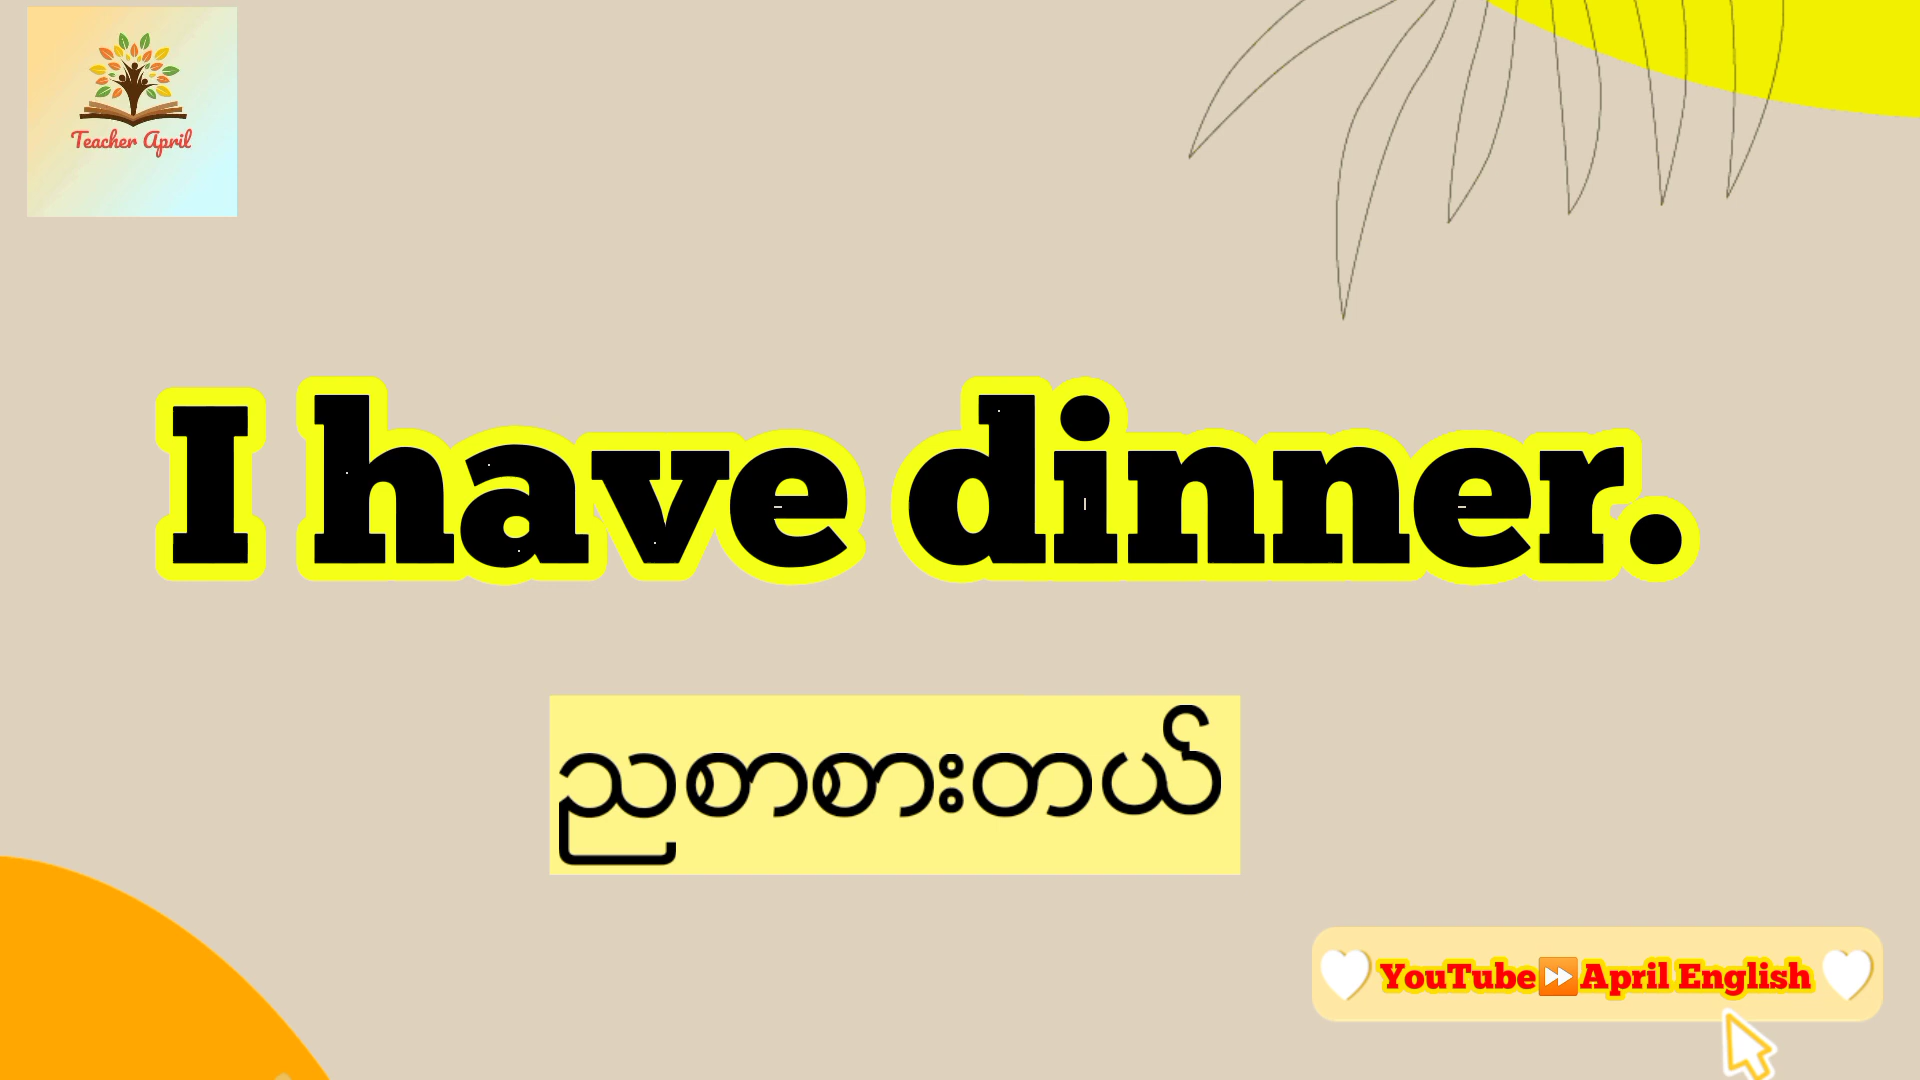 Teacher April
I have dinner.
ညစာစားတယ်
YouTube⏩April English